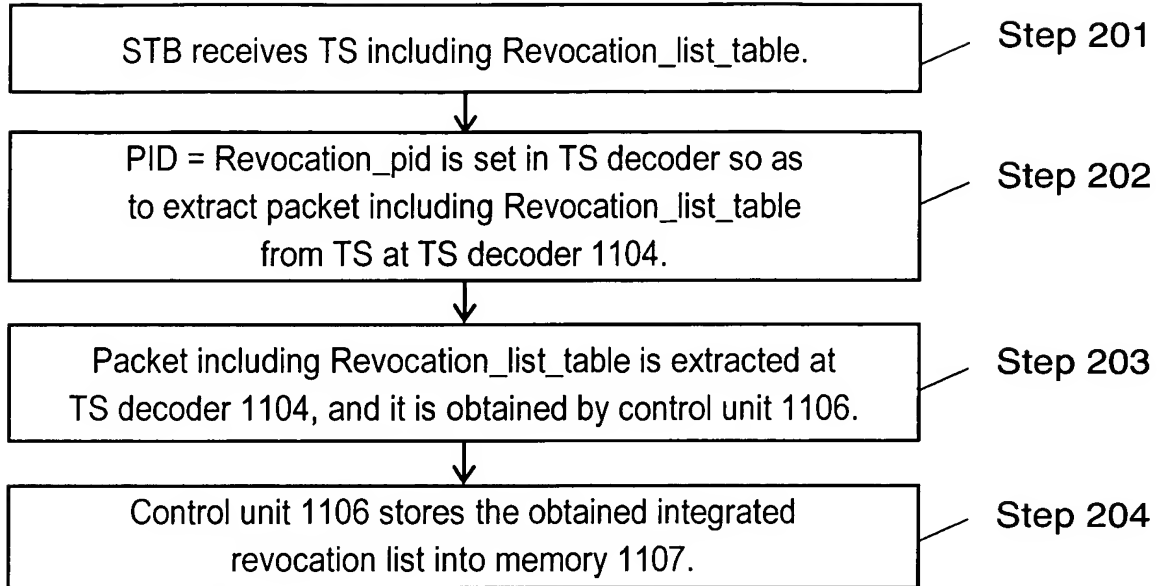 STB receives TS including Revocation_list_table.
Step 201
PID = Revocation_pid is set in TS decoder so as
to extract packet including Revocation_list_table
from TS at TS decoder 1104.
Step 202
Packet including Revocation_list_table is extracted at
TS decoder 1104, and it is obtained by control unit 1106.
Step 203
Control unit 1106 stores the obtained integrated
revocation list into memory 1107.
Step 204